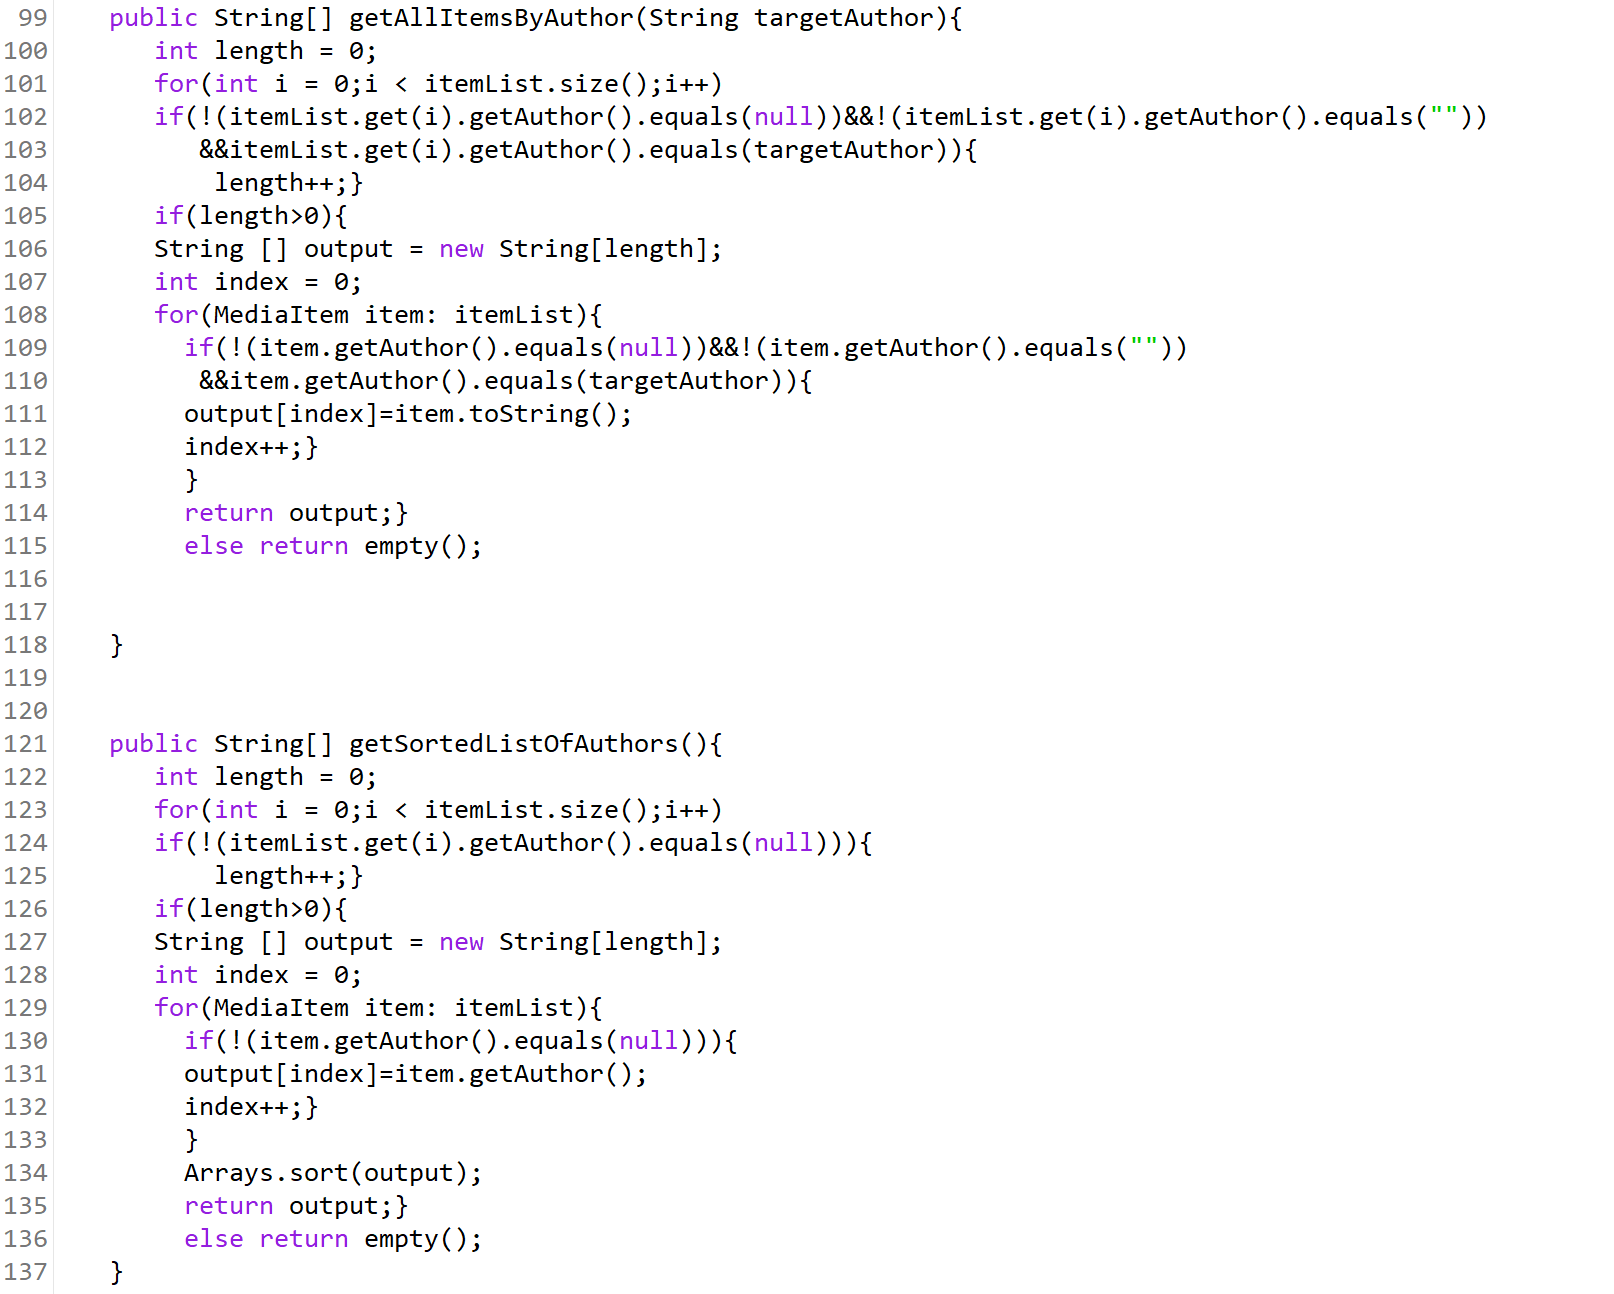 99 public String[] getAllItemsByAuthor(String targetAuthor){
100 int length = 0;
101 for(int i = 0;i < itemList.size();i++)
102 if(!(itemList.get(i).getAuthor().equals(null))&&!(itemList.get(i).getAuthor().equals(""))
103 &&itemList.get(i).getAuthor().equals(targetAuthor)){
104 length++;}
105 if(length>0){
106 String [] output = new String[length];
107 int index = 0;
108 for(MediaItem item: itemList){
109 if(!(item.getAuthor().equals(null))&&!(item.getAuthor().equals(""))
110 &&item.getAuthor().equals(targetAuthor)){
111 output[index]=item.toString();
112 index++;}
113 }
114 return output;}
115 else return empty();
116
117
118 }
119
120
121 public String[] getSortedListOfAuthors(){
122 int length = 0;
123 for(int i = 0;i < itemList.size();i++)
124 if(!(itemList.get(i).getAuthor().equals(null))){
125 length++;}
126 if(length>0){
127 String [] output = new String[length];
128 int index = 0;
129 for(MediaItem item: itemList){
130 if(!(item.getAuthor().equals(null))){
131 output[index]=item.getAuthor();
132 index++;}
133 }
134 Arrays.sort(output);
135 return output;}
136 else return empty();
137 }